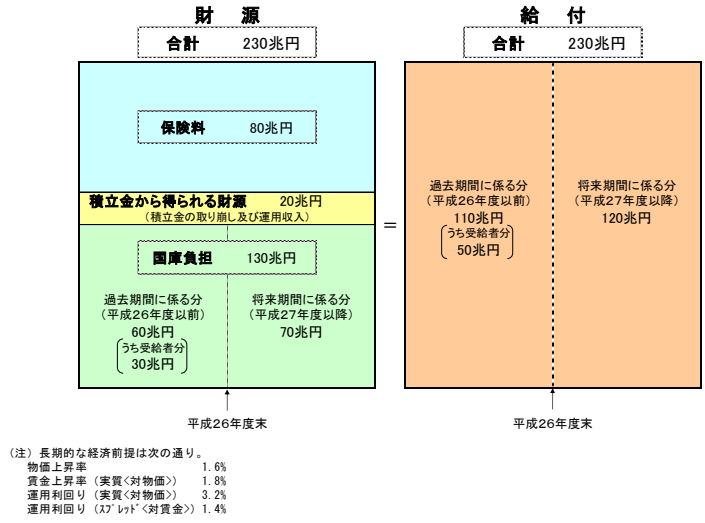 財　源
合計　230兆円
保険料　80兆円
積立金から得られる財源　20兆円
（積立金の取り崩し及び運用収入）
国庫負担　130兆円
過去期間に係る分
（平成26年度以前）
60兆円
うち受給者分
30兆円
将来期間に係る分
（平成27年度以降）
70兆円
平成26年度末
＝
給　付
合計　230兆円
過去期間に係る分
（平成26年度以前）
110兆円
うち受給者分
50兆円
将来期間に係る分
（平成27年度以降）
120兆円
平成26年度末
（注）長期的な経済前提は次の通り。
物価上昇率　1.6%
賃金上昇率（実質<対物価>）　1.8%
運用利回り（実質<対物価>）　3.2%
運用利回り（ｽﾌﾟﾚｯﾄﾞ<対賃金>）1.4%